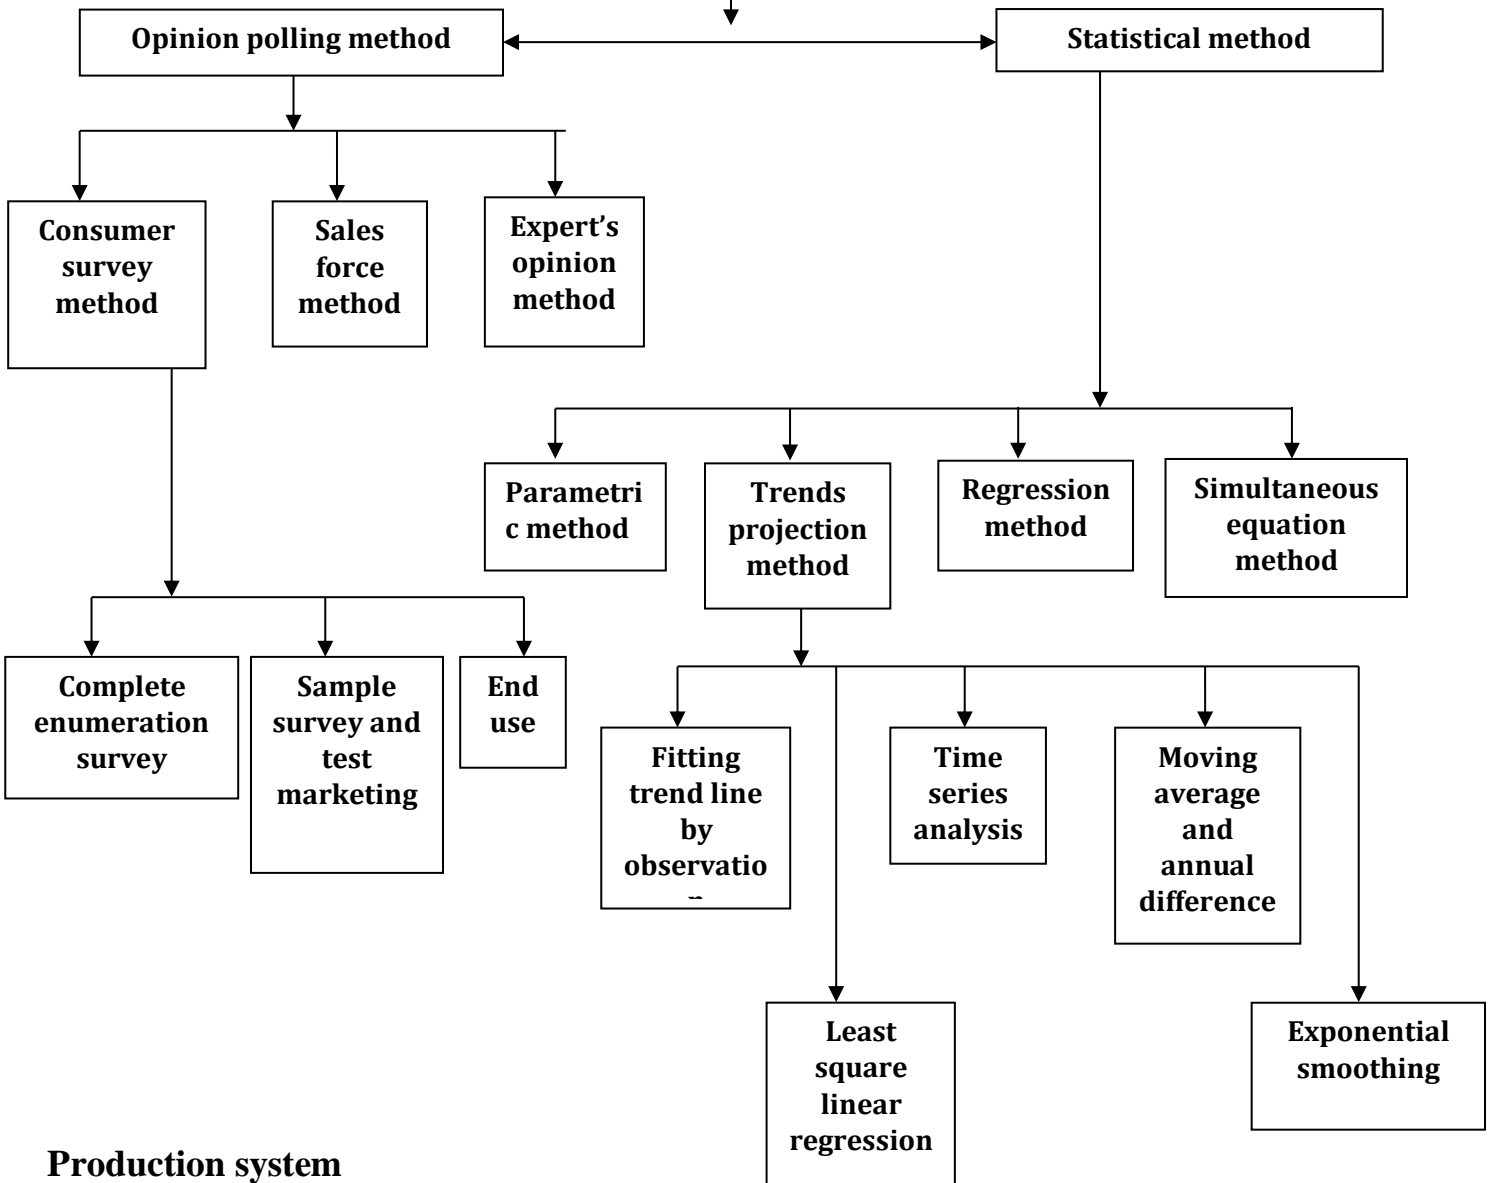 Opinion polling method
Statistical method
Consumer
survey
method
Sales
force
method
Expert’s
opinion
method
Parametri
c method
Trends
projection
method
Regression
method
Simultaneous
equation
method
Complete
enumeration
survey
Sample
survey and
test
marketing
End
use
Fitting
trend line
by
observatio
Time
series
analysis
Moving
average
and
annual
difference
Least
square
linear
regression
Exponential
smoothing
Production system